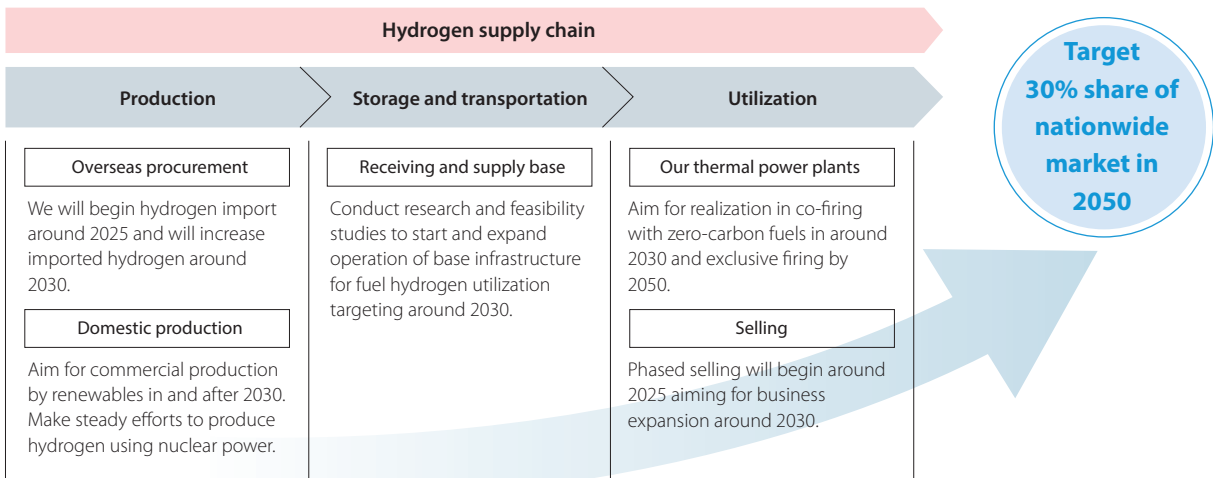 Hydrogen supply chain
Production
Storage and transportation
Utilization
Target
30% share of
nationwide
market in
2050
Overseas procurement
We will begin hydrogen import
around 2025 and will increase
imported hydrogen around
2030.
Domestic production
Aim for commercial production
by renewables in and after 2030.
Make steady efforts to produce
hydrogen using nuclear power.
Receiving and supply base
Conduct research and feasibility
studies to start and expand
operation of base infrastructure
for fuel hydrogen utilization
targeting around 2030.
Our thermal power plants
Aim for realization in co-firing
with zero-carbon fuels in around
2030 and exclusive firing by
2050.
Selling
Phased selling will begin around
2025 aiming for business
expansion around 2030.